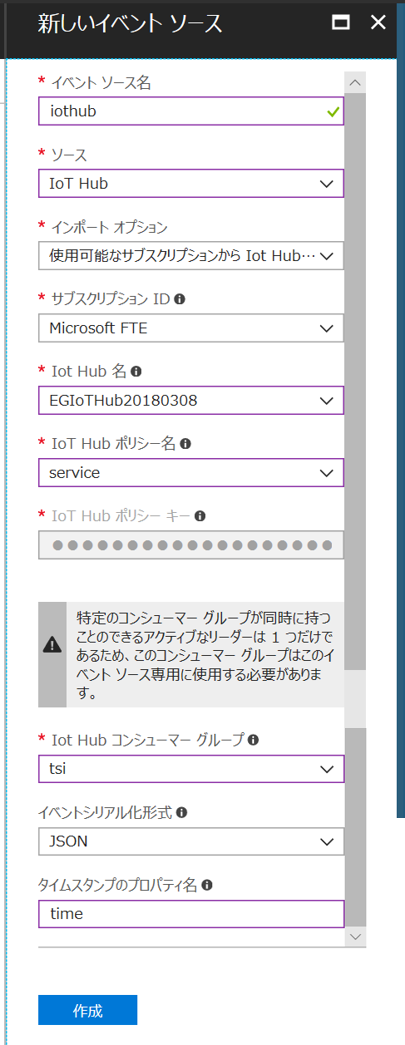 新しいイベント ソース
* イベント ソース名
iothub
* ソース
IoT Hub
* インポート オプション
使用可能なサブスクリプションから Iot Hub…
* サブスクリプション ID
Microsoft FTE
* Iot Hub 名
EGIoTHub20180308
* IoT Hub ポリシー名
service
* IoT Hub ポリシー キー
特定のコンシューマー グループが同時に持つ
ことのできるアクティブなリーダーは 1 つだけで
あるため、このコンシューマー グループはこのイ
ベント ソース専用に使用する必要がありま
す。
* Iot Hub コンシューマー グループ
tsi
イベントシリアル化形式
JSON
タイムスタンプのプロパティ名
time
作成